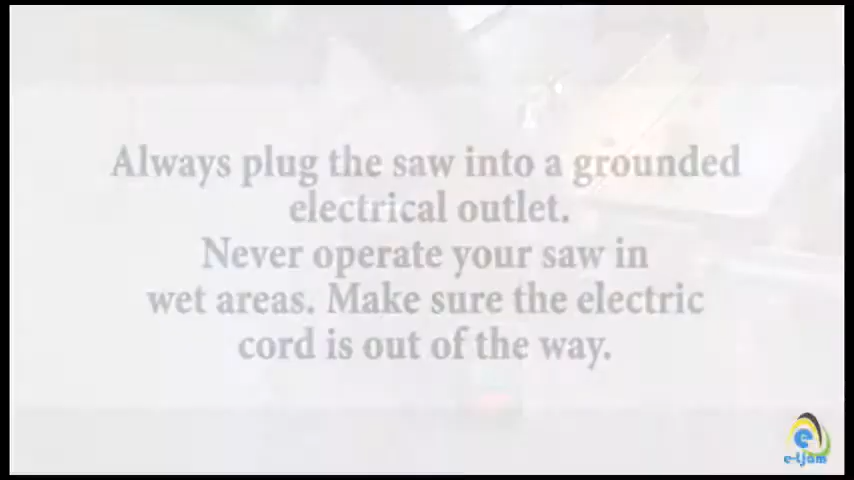 Always plug the saw into a grounded
electrical outlet.
Never operate your saw in
wet areas. Make sure the electric
cord is out of the way.
e
e-ljam